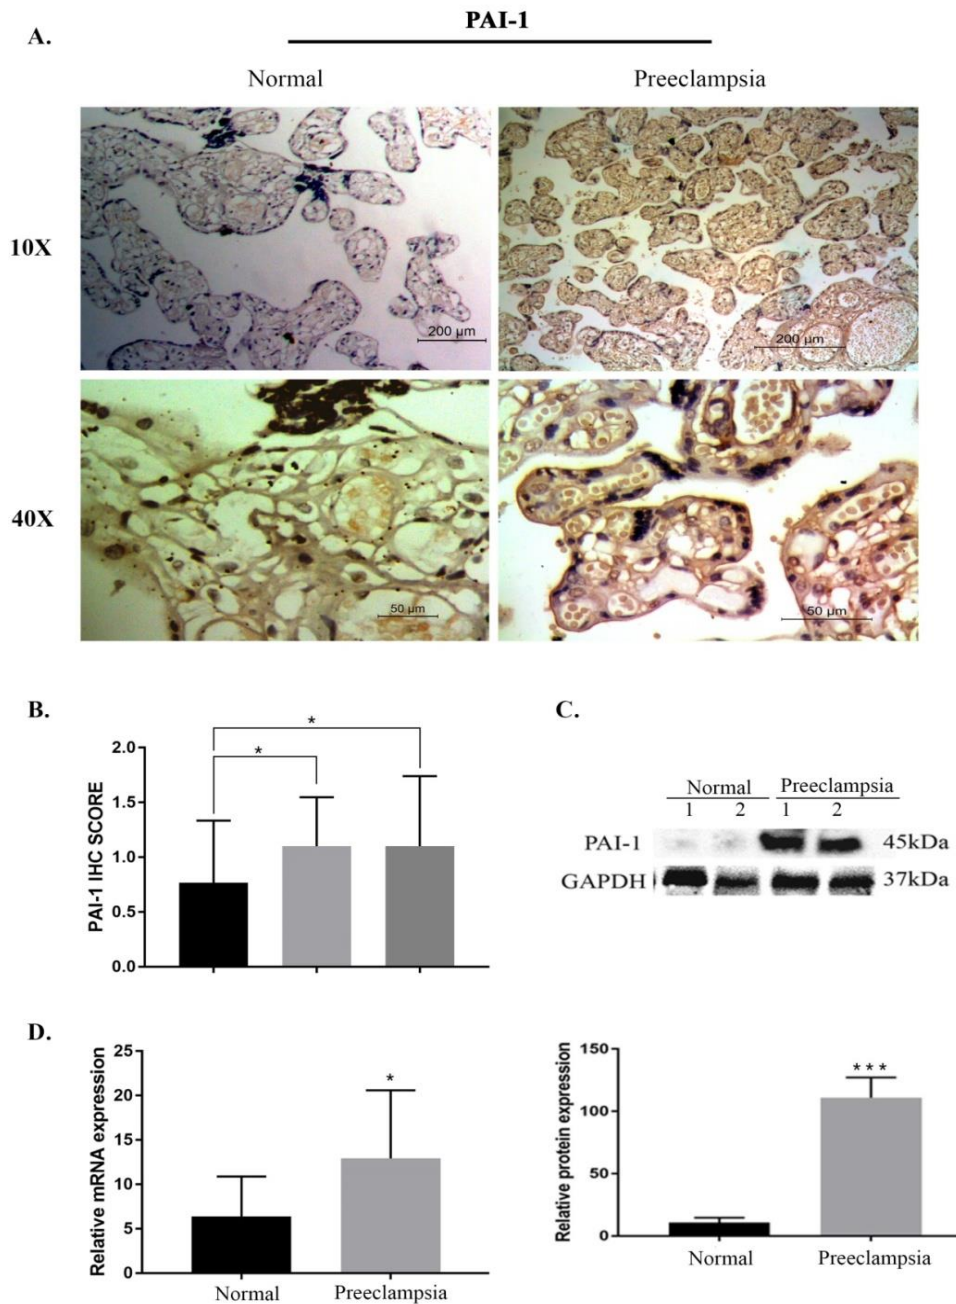 A.
PAI-1
Normal Preeclampsia
10X
200 µm
200 µm
40X
50 µm
50 µm
B.
*
*
PAI-1 IHC SCORE
2.0
1.5
1.0
0.5
0.0
C.
Normal Preeclampsia
1 2 1 2
PAI-1 45kDa
GAPDH 37kDa
D.
Relative mRNA expression
25
20
15
10
5
0
*
Normal Preeclampsia
Relative protein expression
150
100
50
0
***
Normal Preeclampsia